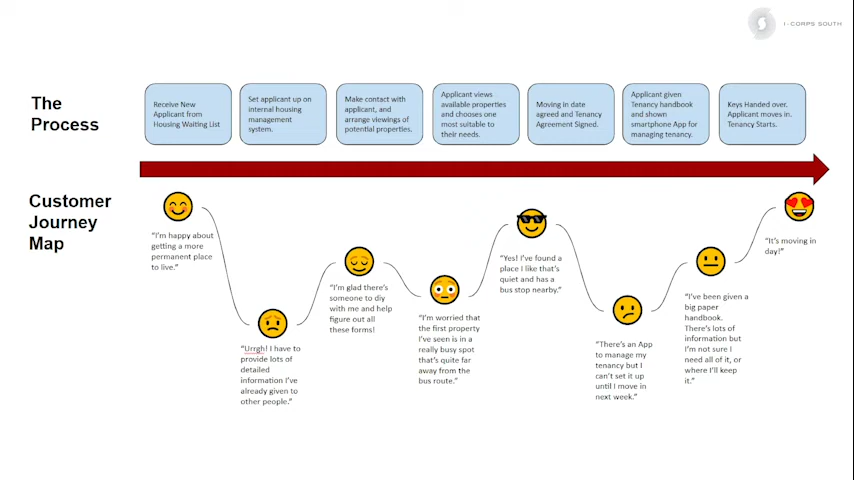 I-CORPS SOUTH
The
Process
Receive New
Applicant from
Housing Waiting List
Set applicant up on
internal housing
management
system.
Make contact with
applicant, and
arrange viewings of
potential properties.
Applicant views
available properties
and chooses one
most suitable to
their needs.
Moving in date
agreed and Tenancy
Agreement Signed.
Applicant given
Tenancy handbook
and shown
smartphone App for
managing tenancy.
Keys Handed over.
Applicant moves in.
Tenancy Starts.
Customer
Journey
Map
“I’m happy about
getting a more
permanent place
to live.”
“Urrgh! I have to
provide lots of
detailed
information I’ve
already given to
other people.”
“I’m glad there’s
someone to diy
with me and help
figure out all
these forms!
“I’m worried that
the first property
I’ve seen is in a
really busy spot
that’s quite far
away from the
bus route.”
“Yes! I’ve found a
place I like that’s
quiet and has a
bus stop nearby.”
“There’s an App
to manage my
tenancy but I
can’t set it up
until I move in
next week.”
“I’ve been given a
big paper
handbook.
There’s lots of
information but
I’m not sure I
need all of it, or
where I’ll keep
it.”
“It’s moving in
day!”